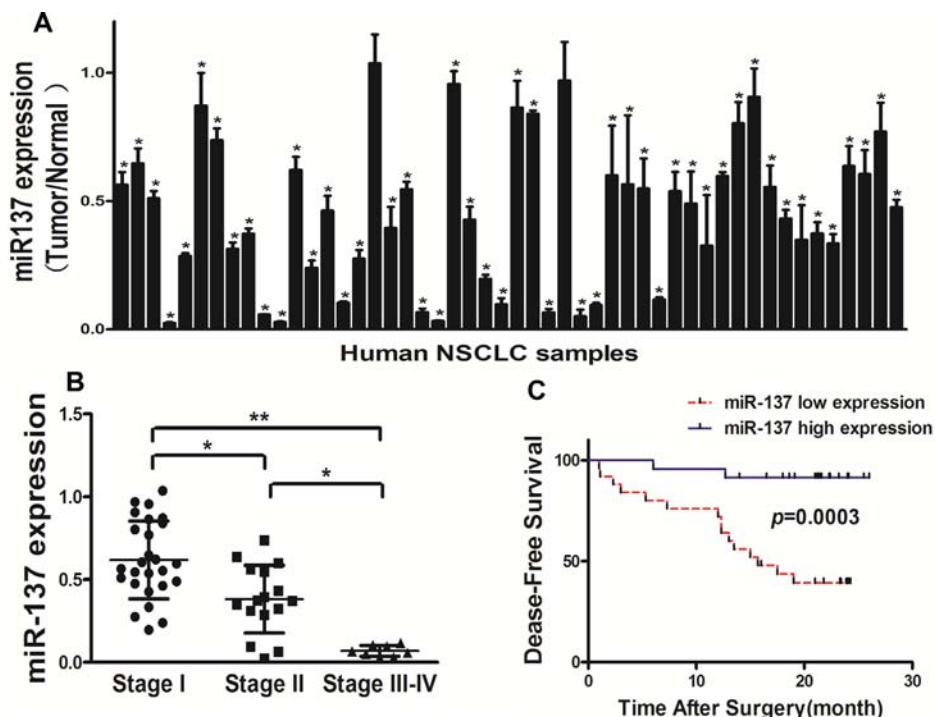 A
miR137 expression
(Tumor/Normal)
1.0
0.5
0.0
* * * * * * * * * * * * * * * * * * * * * * * * * * * * * * * * * * * * * * * * * * * * * * * *
Human NSCLC samples
B
miR-137 expression
1.5
1.0
0.5
0.0
**
*
*
Stage I Stage II Stage III-IV
C
miR-137 low expression
miR-137 high expression
Dease-Free Survival
100
50
0
p=0.0003
0 10 20 30
Time After Surgery(month)